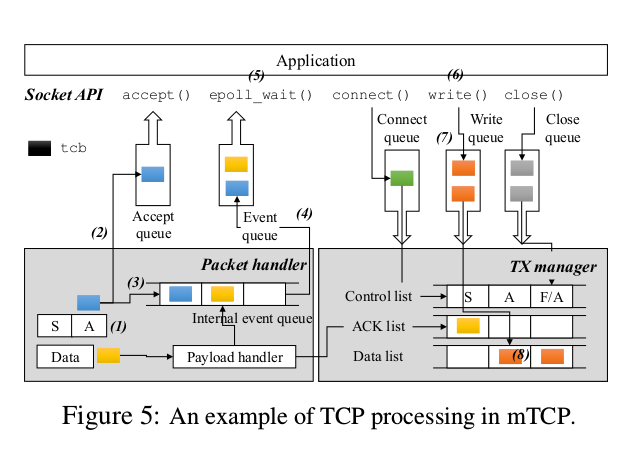 Application
(5) (6)
Socket API accept() epoll_wait() connect() write() close()
Connect queue
(7)
Write queue
Close queue
tcb
(2)
Accept queue
Event queue
(4)
Packet handler
TX manager
(3)
Control list
S A F/A
Internal event queue
S A (1)
ACK list
Data
Payload handler
Data list
(8)
Figure 5: An example of TCP processing in mTCP.